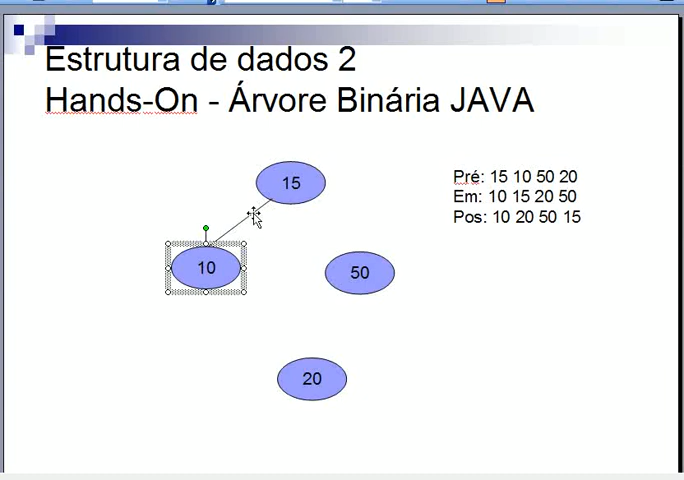 Estrutura de dados 2
Hands-On - Árvore Binária JAVA
15
Pré: 15 10 50 20
Em: 10 15 20 50
Pos: 10 20 50 15
10
50
20